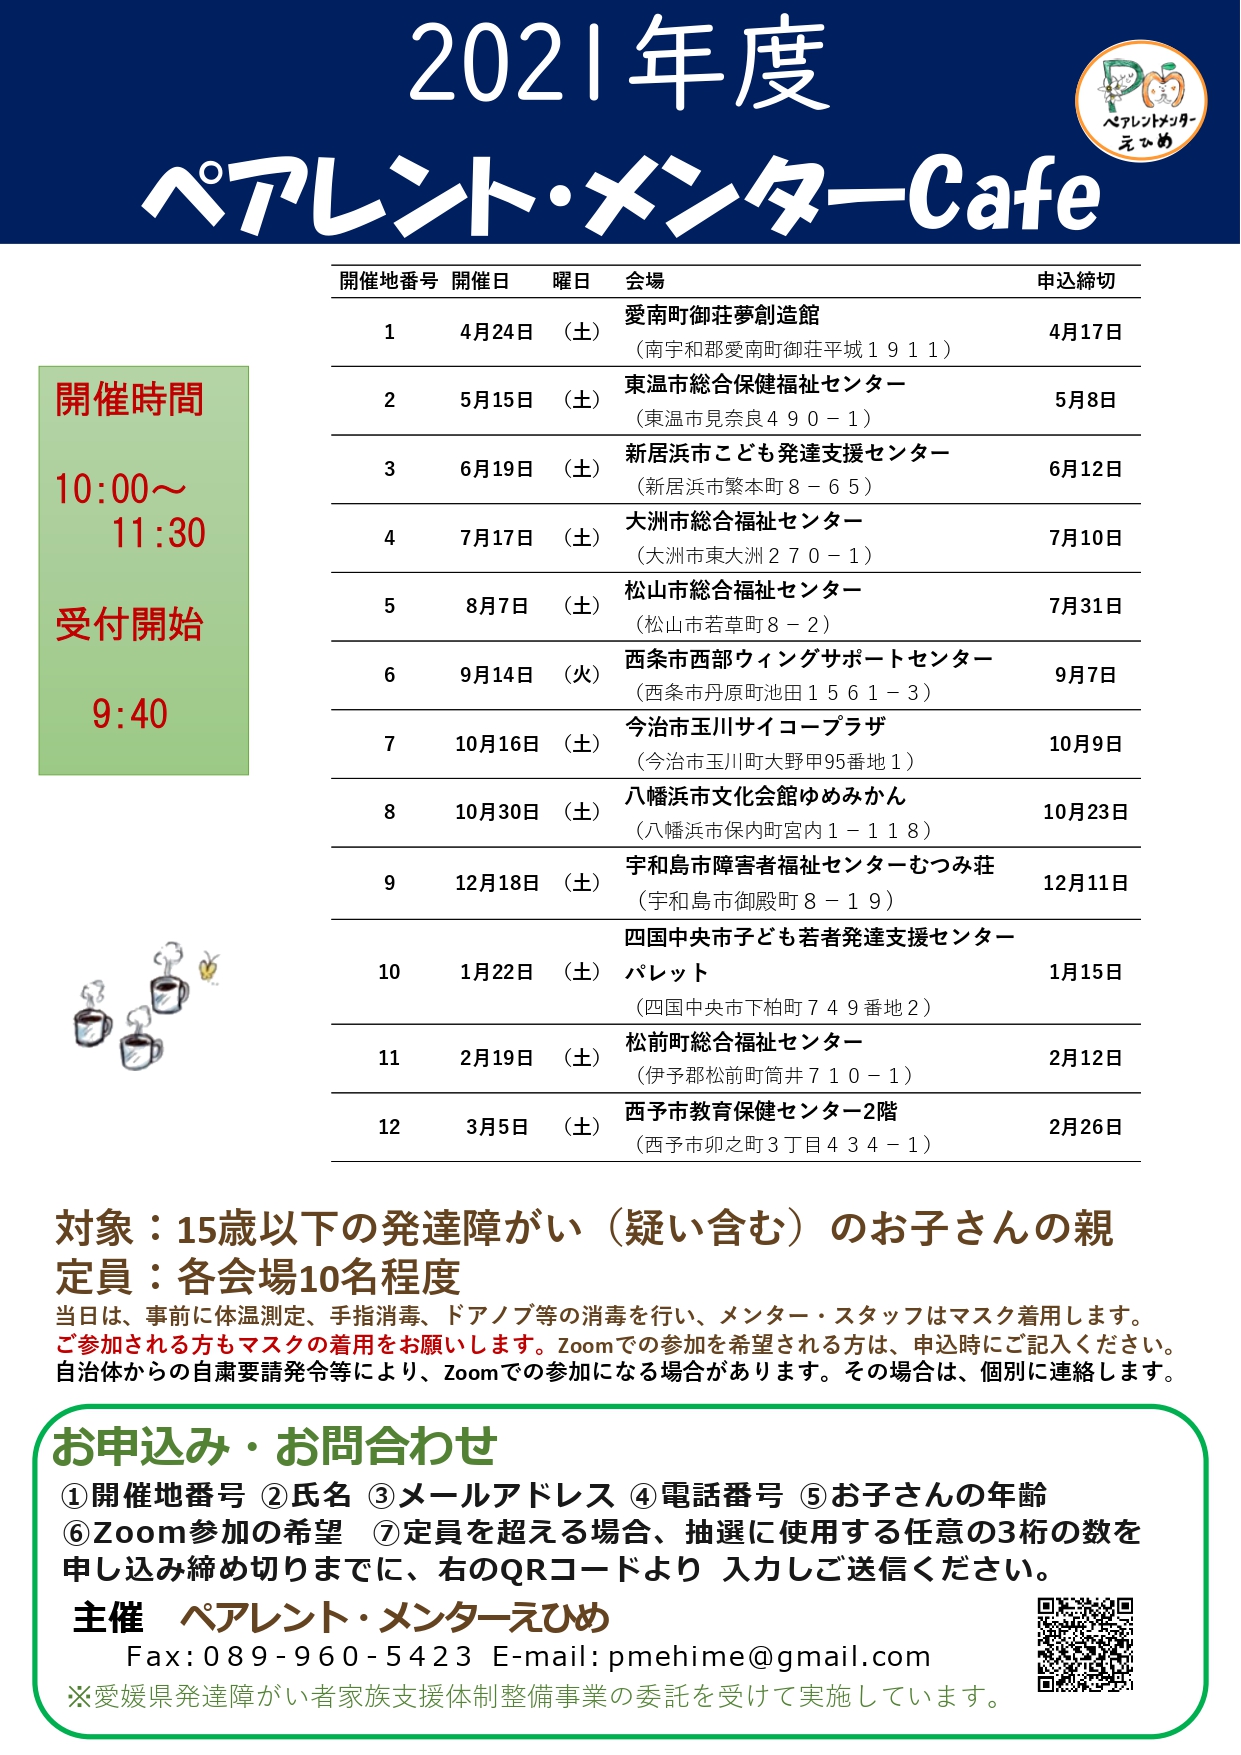 2021年度
ペアレントメンター
えひめ
ペアレント・メンターCafe
開催地番号 開催日 曜日 会場 申込締切
1 4月24日 （土） 愛南町御荘夢創造館 4月17日
（南宇和郡愛南町御荘平城１９１１）
2 5月15日 （土） 東温市総合保健福祉センター 5月8日
（東温市見奈良４９０－１）
3 6月19日 （土） 新居浜市こども発達支援センター 6月12日
（新居浜市繁本町８－６５）
4 7月17日 （土） 大洲市総合福祉センター 7月10日
（大洲市東大洲２７０－１）
5 8月7日 （土） 松山市総合福祉センター 7月31日
（松山市若草町８－２）
6 9月14日 （火） 西条市西部ウィングサポートセンター 9月7日
（西条市丹原町池田１５６１－３）
7 10月16日 （土） 今治市玉川サイコープラザ 10月9日
（今治市玉川町大野甲95番地１）
8 10月30日 （土） 八幡浜市文化会館ゆめみかん 10月23日
（八幡浜市保内町宮内１－１１８）
9 12月18日 （土） 宇和島市障害者福祉センターむつみ荘 12月11日
（宇和島市御殿町８－１９）
10 1月22日 （土） 四国中央市子ども若者発達支援センター 1月15日
パレット
（四国中央市下柏町７４９番地２）
11 2月19日 （土） 松前町総合福祉センター 2月12日
（伊予郡松前町筒井７１０－１）
12 3月5日 （土） 西予市教育保健センター2階 2月26日
（西予市卯之町３丁目４３４－１）
開催時間
10:00～
11:30
受付開始
9:40
対象：15歳以下の発達障がい（疑い含む）のお子さんの親
定員：各会場10名程度
当日は、事前に体温測定、手指消毒、ドアノブ等の消毒を行い、メンター・スタッフはマスク着用します。
ご参加される方もマスクの着用をお願いします。Zoomでの参加を希望される方は、申込時にご記入ください。
自治体からの自粛要請発令等により、Zoomでの参加になる場合があります。その場合は、個別に連絡します。
お申込み・お問合わせ
①開催地番号 ②氏名 ③メールアドレス ④電話番号 ⑤お子さんの年齢
⑥Zoom参加の希望 ⑦定員を超える場合、抽選に使用する任意の3桁の数を
申し込み締め切りまでに、右のQRコードより 入力しご送信ください。
主催 ペアレント・メンターえひめ
Fax:０８９-９６０-５４２３ E-mail:pmehime@gmail.com
※愛媛県発達障がい者家族支援体制整備事業の委託を受けて実施しています。